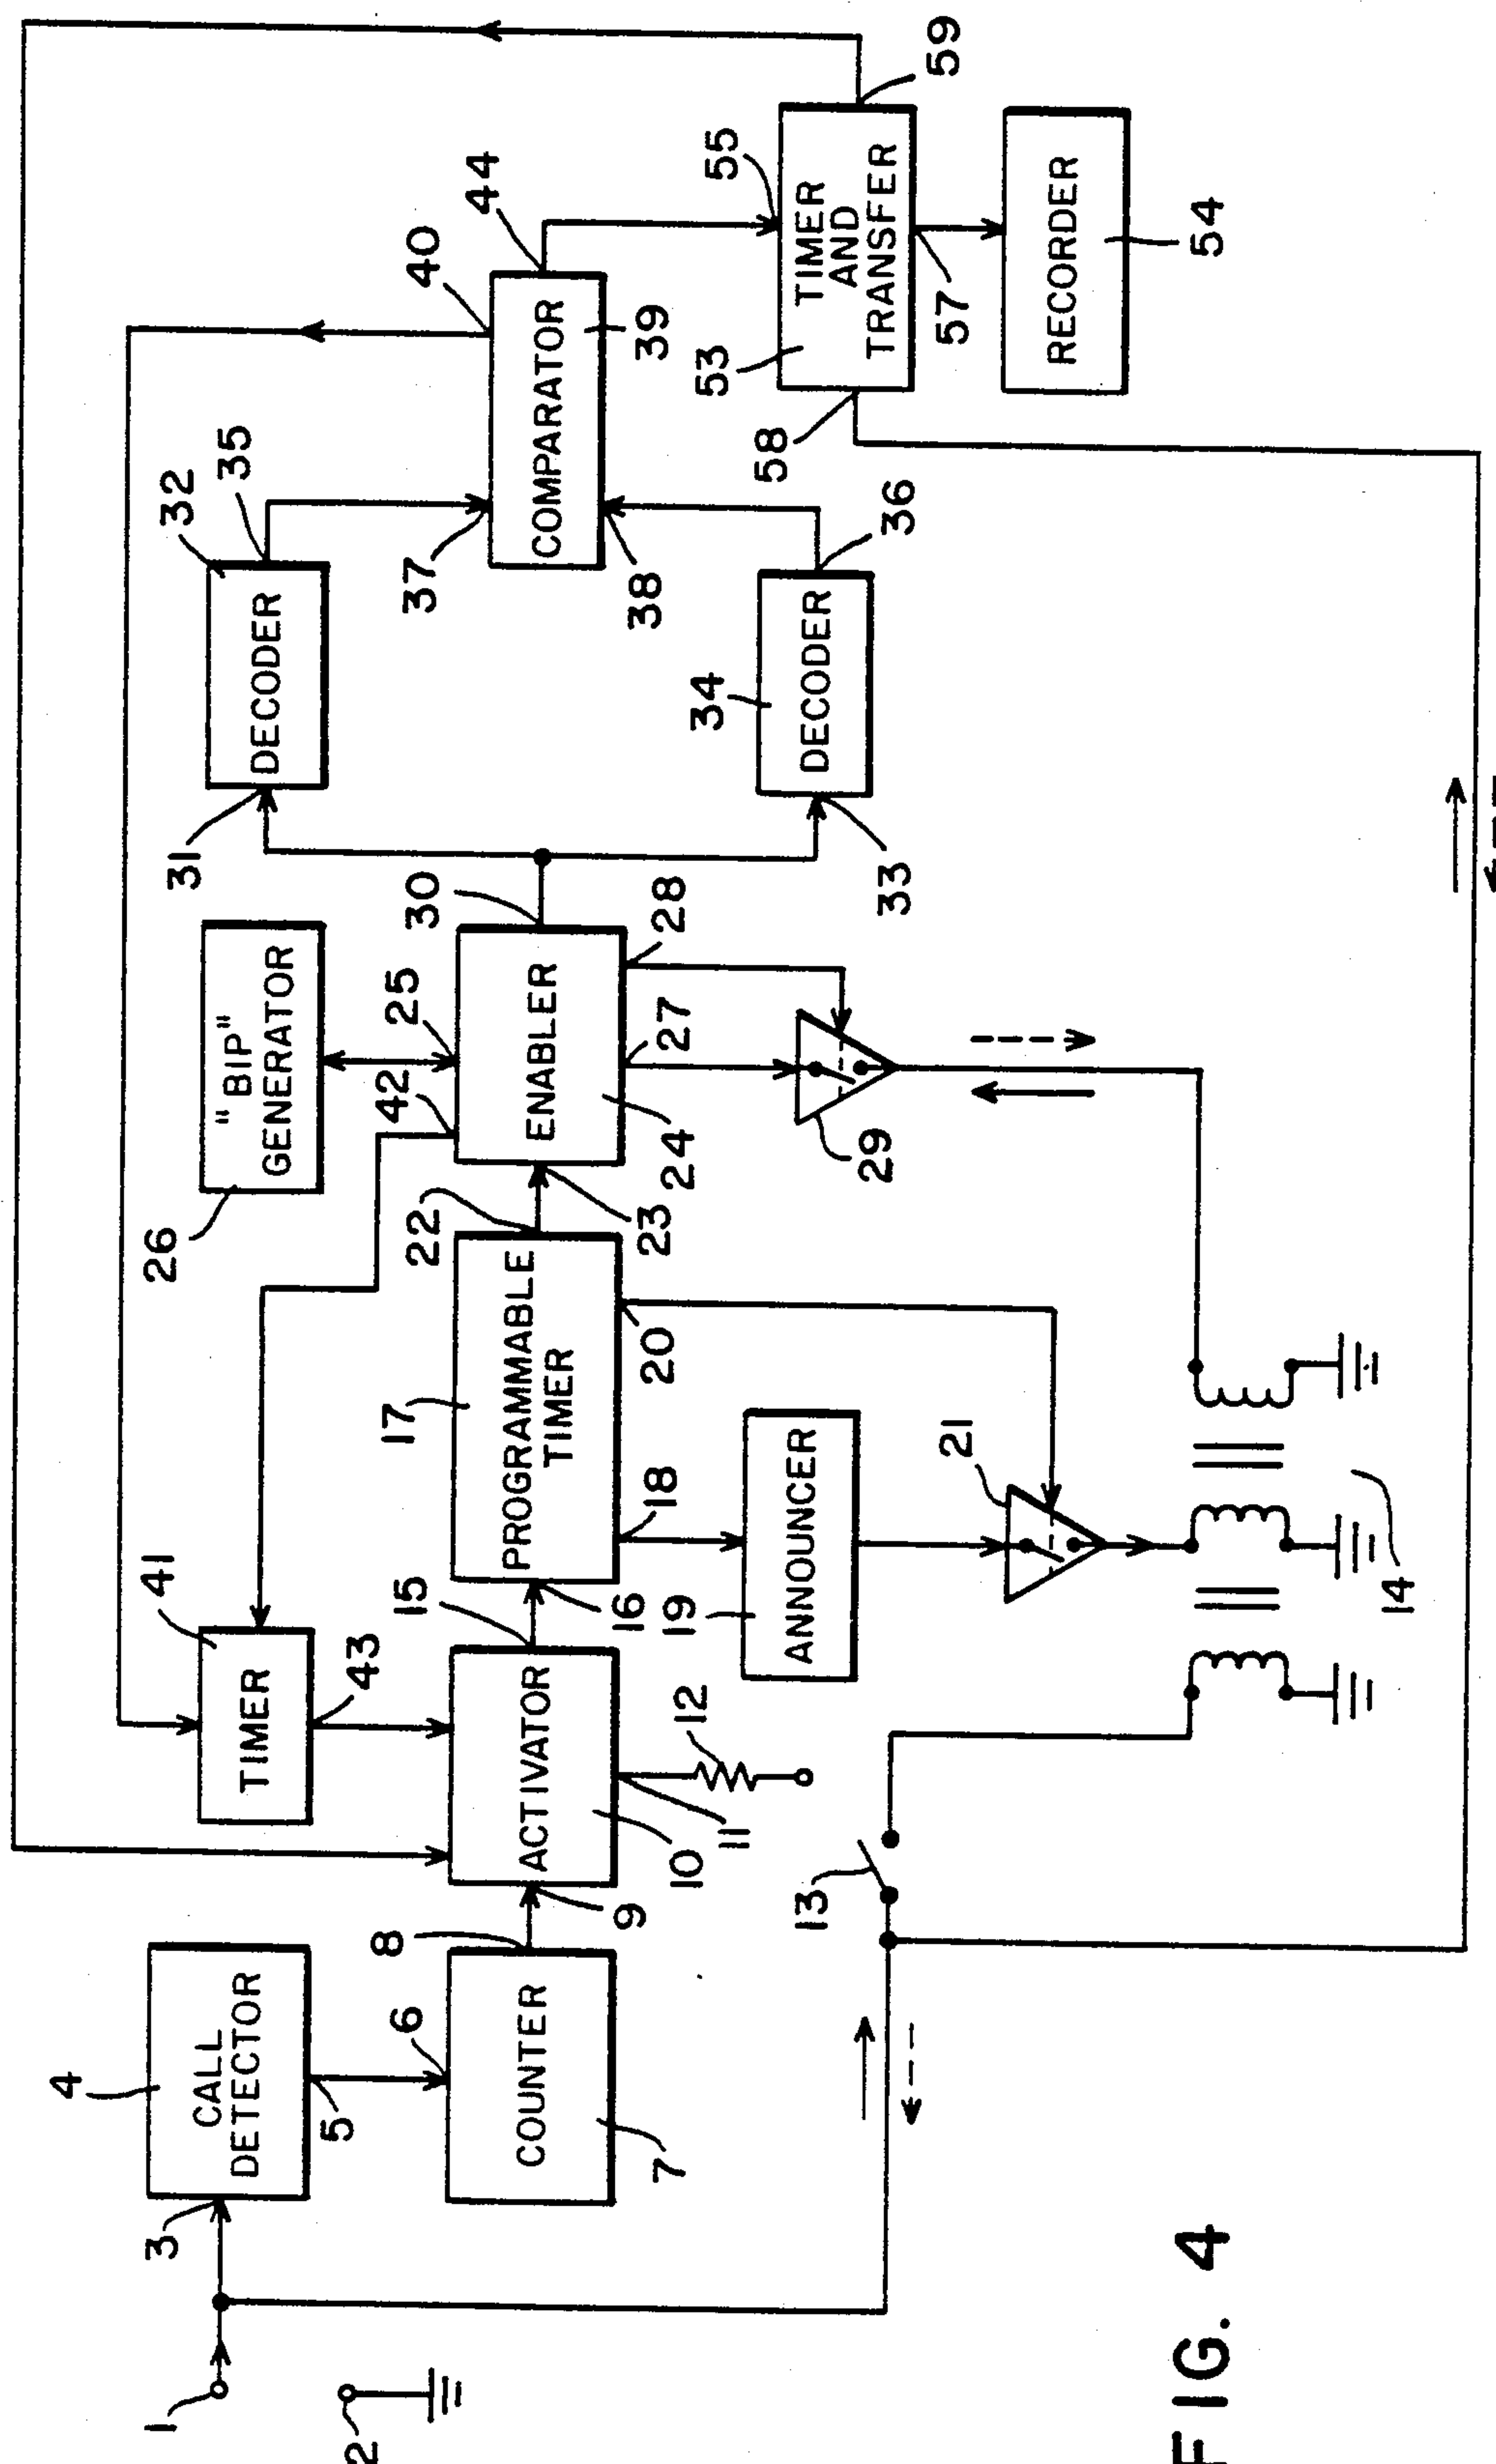 1
2
3
4
CALL
DETECTOR
5
6
COUNTER
7
8
9
ACTIVATOR
10
11
12
13
14
TIMER
41
43
15
16
PROGRAMMABLE
TIMER
17
18
19
ANNOUNCER
20
21
22
23
ENABLER
24
25
42
"BIP"
GENERATOR
26
27
28
29
30
31
DECODER
32
35
33
DECODER
34
36
37
38
COMPARATOR
39
40
44
53
TIMER
AND
TRANSFER
55
57
58
59
RECORDER
54
FIG. 4